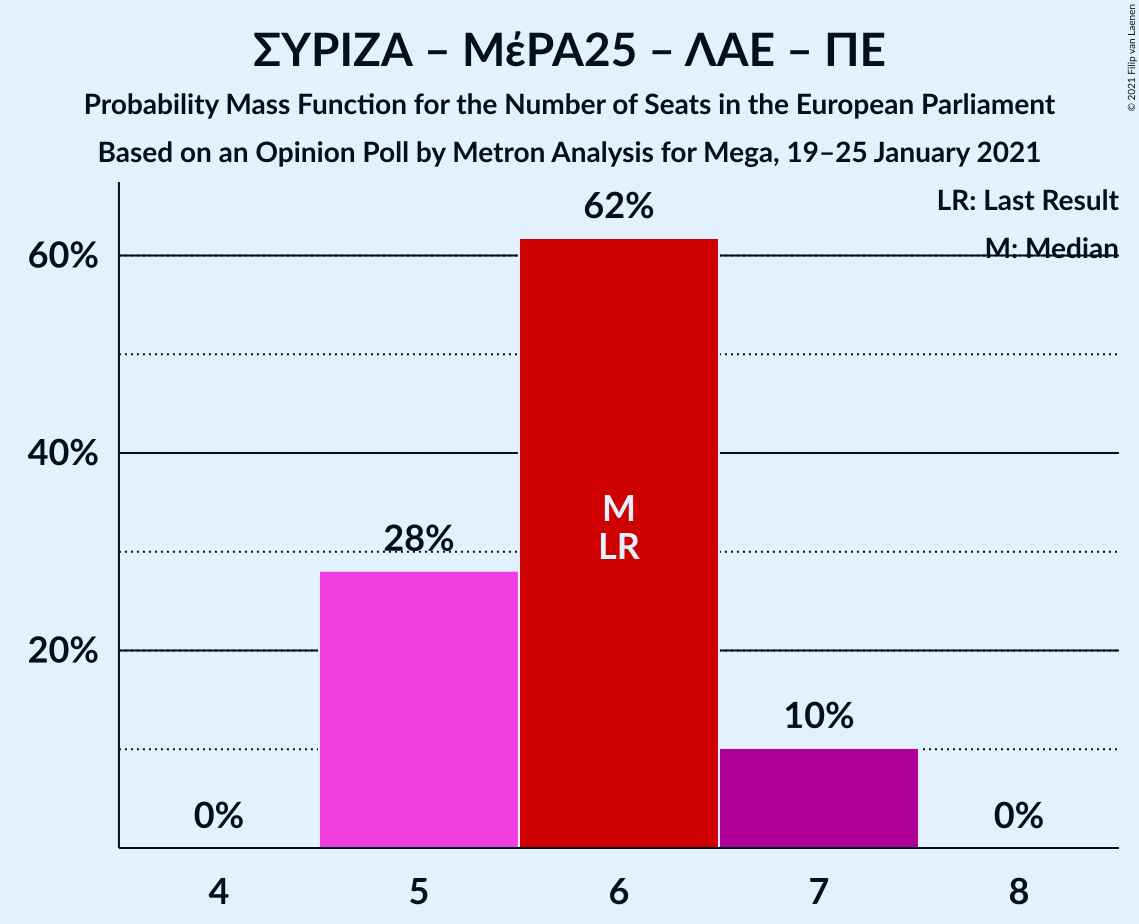 ΣΥΡΙΖΑ – ΜέΡΑ25 – ΛΑΕ – ΠΕ
Probability Mass Function for the Number of Seats in the European Parliament
Based on an Opinion Poll by Metron Analysis for Mega, 19–25 January 2021
© 2021 Filip van Laenen
LR: Last Result
M: Median
62%
60%
40%
M
LR
28%
20%
10%
0%
0%
4
5
6
7
8